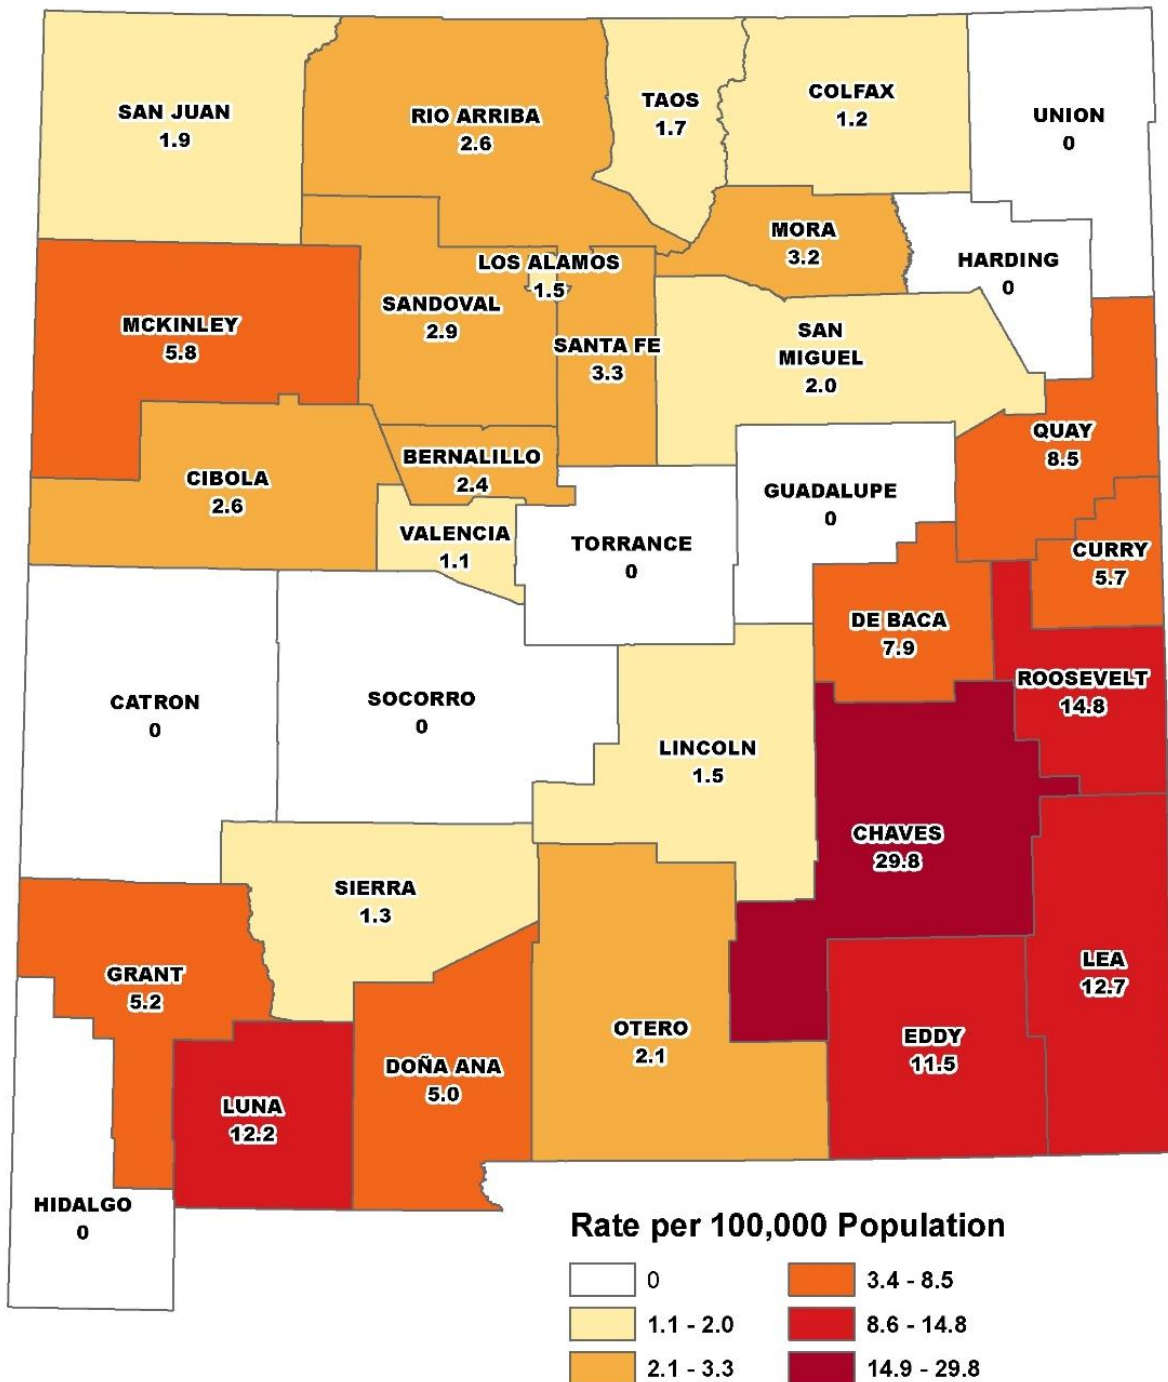 SAN JUAN
1.9
RIO ARRIBA
2.6
TAOS
1.7
COLFAX
1.2
UNION
0
MORA
3.2
HARDING
0
LOS ALAMOS
1.5
MCKINLEY
5.8
SANDOVAL
2.9
SANTA FE
3.3
SAN
MIGUEL
2.0
QUAY
8.5
CIBOLA
2.6
BERNALILLO
2.4
GUADALUPE
0
VALENCIA
1.1
TORRANCE
0
CURRY
5.7
DE BACA
7.9
CATRON
0
SOCORRO
0
ROOSEVELT
14.8
LINCOLN
1.5
CHAVES
29.8
SIERRA
1.3
GRANT
5.2
LEA
12.7
OTERO
2.1
EDDY
11.5
DOÑA ANA
5.0
LUNA
12.2
HIDALGO
0
Rate per 100,000 Population
0
1.1 - 2.0
2.1 - 3.3
3.4 - 8.5
8.6 - 14.8
14.9 - 29.8